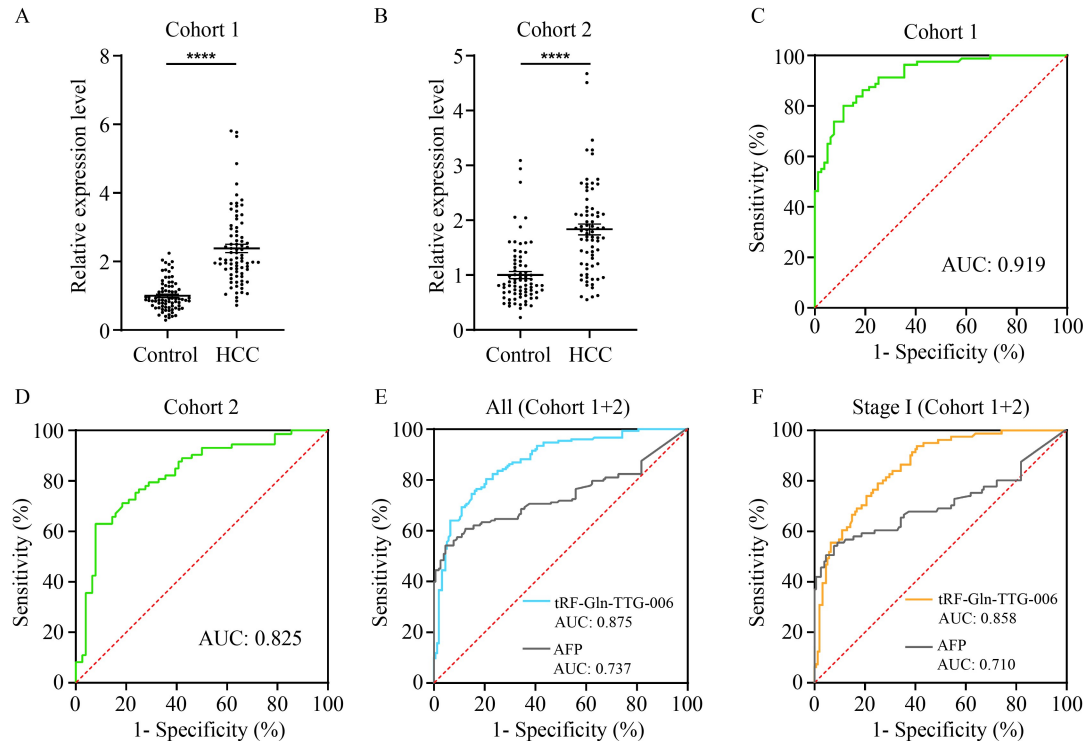 A
Cohort 1
****
Relative expression level
8
6
4
2
0
Control
HCC
B
Cohort 2
****
Relative expression level
5
4
3
2
1
0
Control
HCC
C
Cohort 1
Sensitivity (%)
100
80
60
40
20
0
AUC: 0.919
0
20
40
60
80
100
1- Specificity (%)
D
Cohort 2
Sensitivity (%)
100
80
60
40
20
0
AUC: 0.825
0
20
40
60
80
100
1- Specificity (%)
E
All (Cohort 1+2)
Sensitivity (%)
100
80
60
40
20
0
tRF-Gln-TTG-006
AUC: 0.875
AFP
AUC: 0.737
0
20
40
60
80
100
1- Specificity (%)
F
Stage I (Cohort 1+2)
Sensitivity (%)
100
80
60
40
20
0
tRF-Gln-TTG-006
AUC: 0.858
AFP
AUC: 0.710
0
20
40
60
80
100
1- Specificity (%)